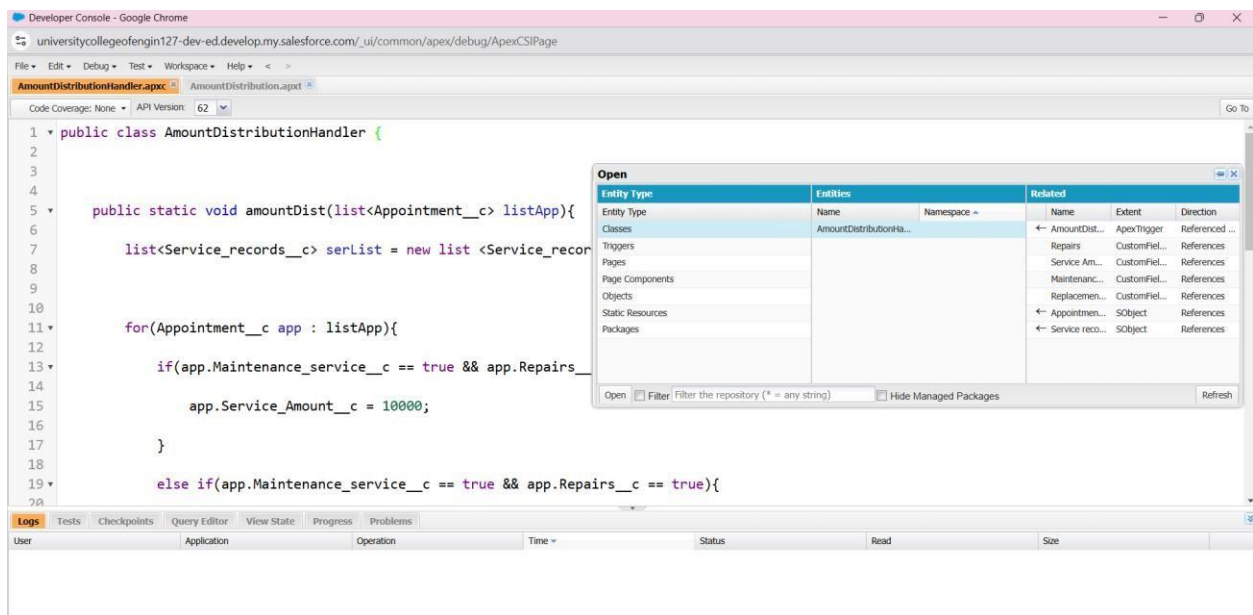 Developer Console - Google Chrome
universitycollegeofengin127-dev-ed.develop.my.salesforce.com/_ui/common/apex/debug/ApexCSIPage
File Edit Debug Test Workspace Help < >
AmountDistributionHandler.apxc AmountDistribution.apxt
Code Coverage: None API Version: 62 Go To
1 public class AmountDistributionHandler {
2
3
4
5 public static void amountDist(list<Appointment__c> listApp){
6
7 list<Service_records__c> serList = new list <Service_recor
8
9
10
11 for(Appointment__c app : listApp){
12
13 if(app.Maintenance_service__c == true && app.Repairs__
14
15 app.Service_Amount__c = 10000;
16
17 }
18
19 else if(app.Maintenance_service__c == true && app.Repairs__c == true){
20
Open
Entity Type Entities Related
Entity Type Name Namespace Name Extent Direction
Classes AmountDistributionHa... ← AmountDist... ApexTrigger Referenced ...
Triggers Repairs CustomFiel... References
Pages Service Am... CustomFiel... References
Page Components Maintenanc... CustomFiel... References
Objects Replacemen... CustomFiel... References
Static Resources ← Appointmen... SObject References
Packages ← Service reco... SObject References
Open Filter Filter the repository (* = any string) Hide Managed Packages Refresh
Logs Tests Checkpoints Query Editor View State Progress Problems
User Application Operation Time Status Read Size